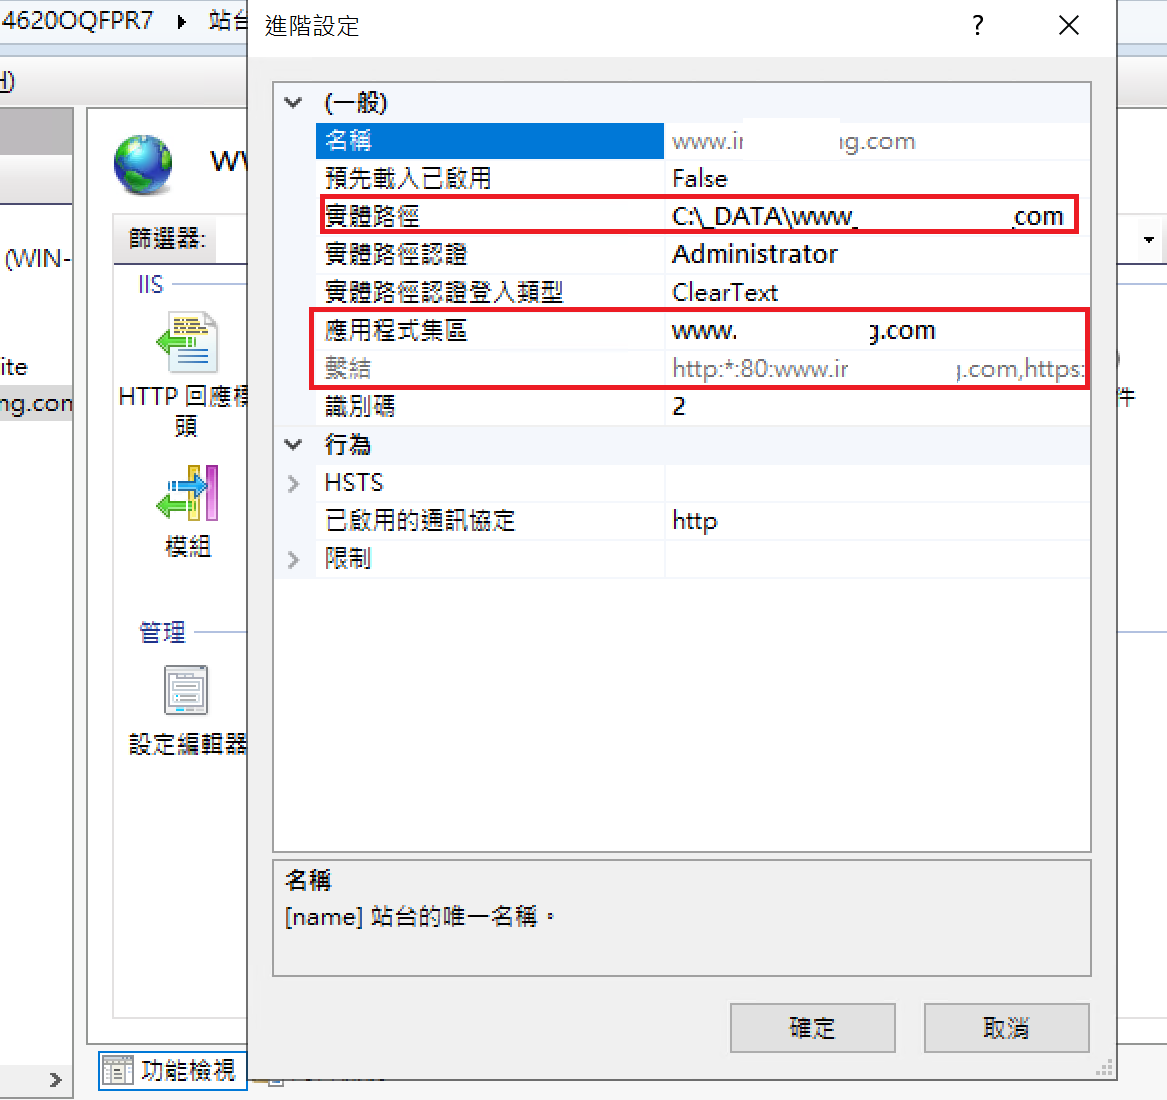 4620OQFPR7 ▸ 站台
進階設定
? ×
H)
(一般)
名稱 www.ir ng.com
預先載入已啟用 False
實體路徑 C:\_DATA\www_ .com
實體路徑認證 Administrator
實體路徑認證登入類型 ClearText
應用程式集區 www. g.com
繫結 http:*:80:www.ir .com,https:
識別碼 2
行為
HSTS
已啟用的通訊協定 http
限制
名稱
[name] 站台的唯一名稱。
確定
取消
(WIN-
ite
ng.com
篩選器:
IIS
HTTP 回應標
頭
模組
管理
設定編輯器
功能檢視
件